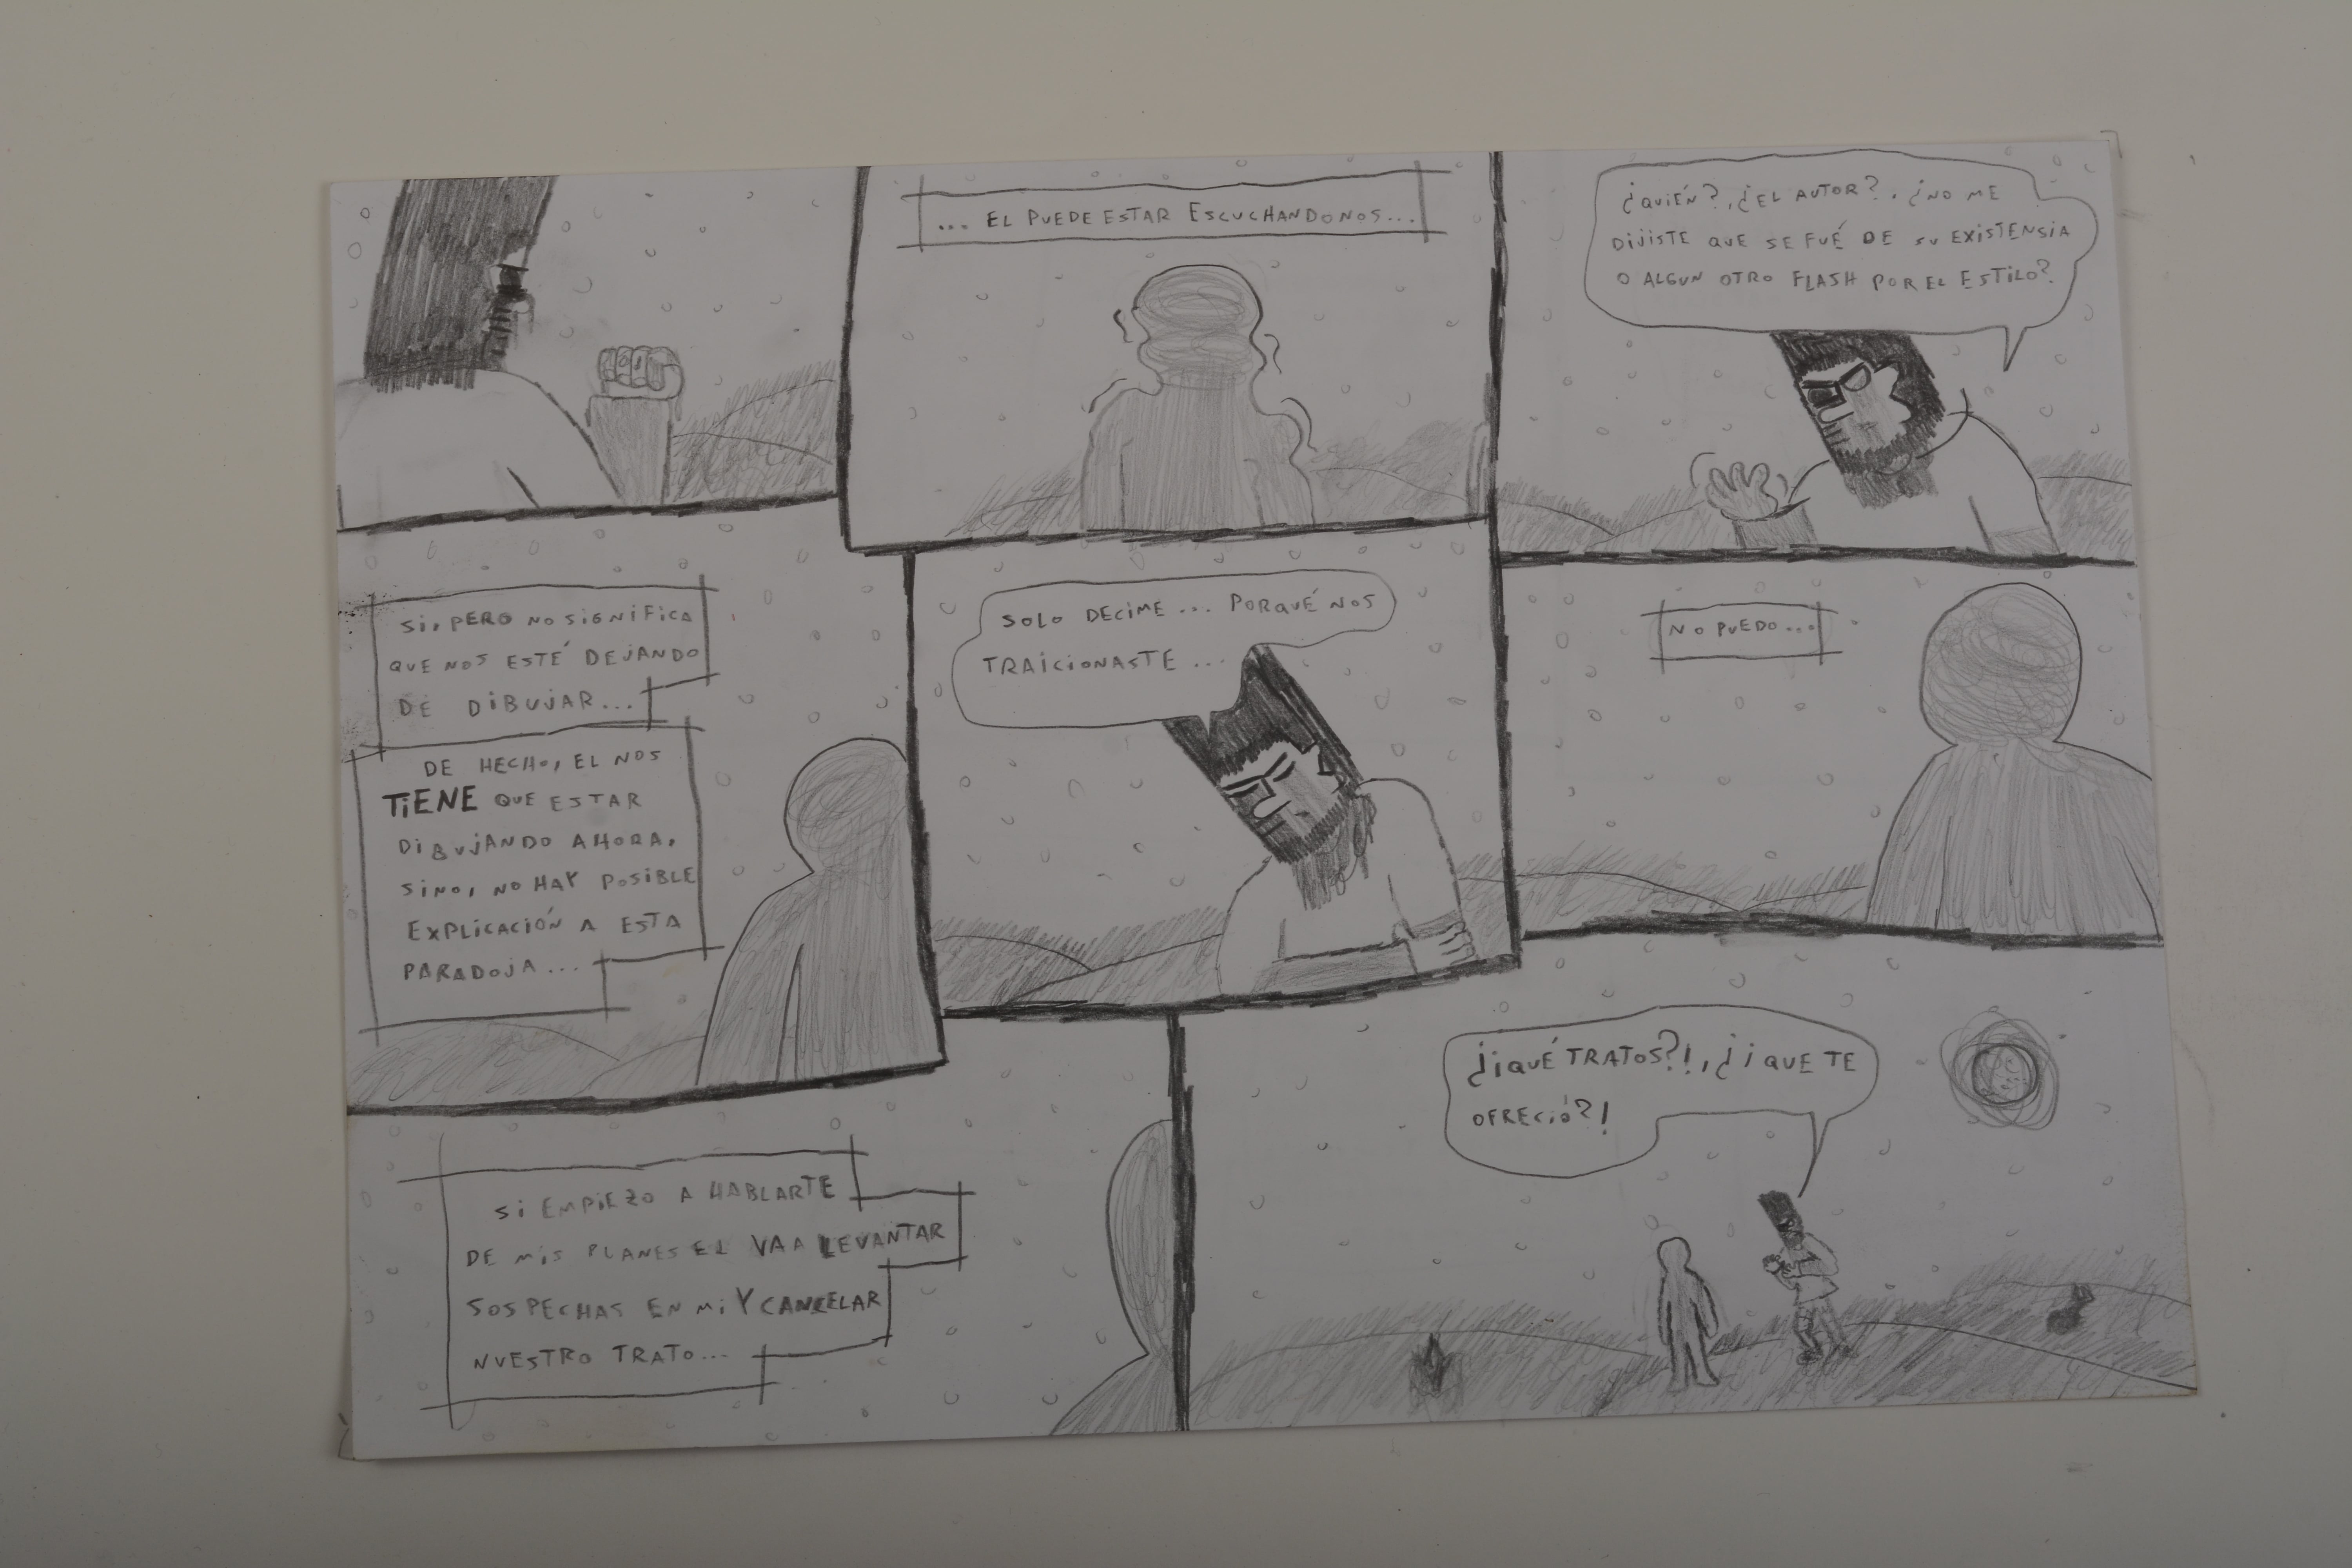 ... EL PUEDE ESTAR ESCUCHANDONOS...
¿QUIÉN?, ¿EL AUTOR?. ¿NO ME
DIJISTE QUE SE FUÉ DE SU EXISTENSIA
O ALGUN OTRO FLASH POR EL ESTILO?
SI, PERO NO SIGNIFICA
QUE NOS ESTÉ DEJANDO
DE DIBUJAR...
DE HECHO, EL NOS
TIENE QUE ESTAR
DIBUJANDO AHORA,
SINO, NO HAY POSIBLE
EXPLICACIÓN A ESTA
PARADOJA...
SOLO DECIME... PORQUÉ NOS
TRAICIONASTE...
NO PUEDO...
SI EMPIEZO A HABLARTE
DE MIS PLANES EL VA A LEVANTAR
SOSPECHAS EN MI Y CANCELAR
NUESTRO TRATO...
¿¡QUÉ TRATOS?!, ¿¡QUE TE
OFRECIÓ?!